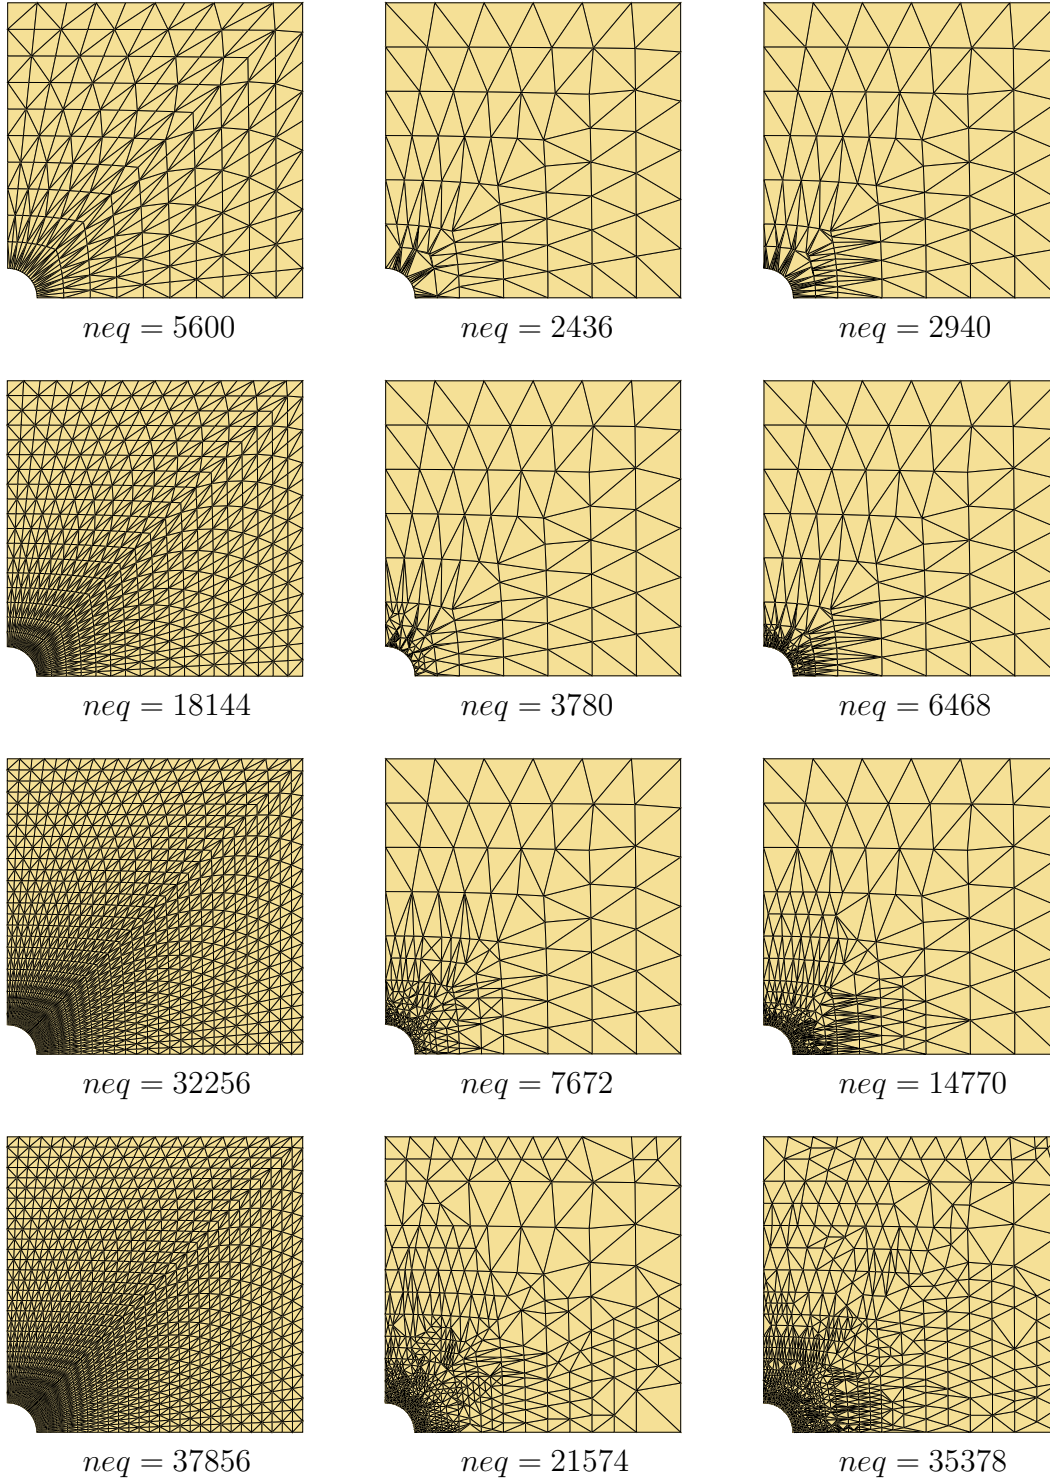 neq = 5600 neq = 2436 neq = 2940
neq = 18144 neq = 3780 neq = 6468
neq = 32256 neq = 7672 neq = 14770
neq = 37856 neq = 21574 neq = 35378